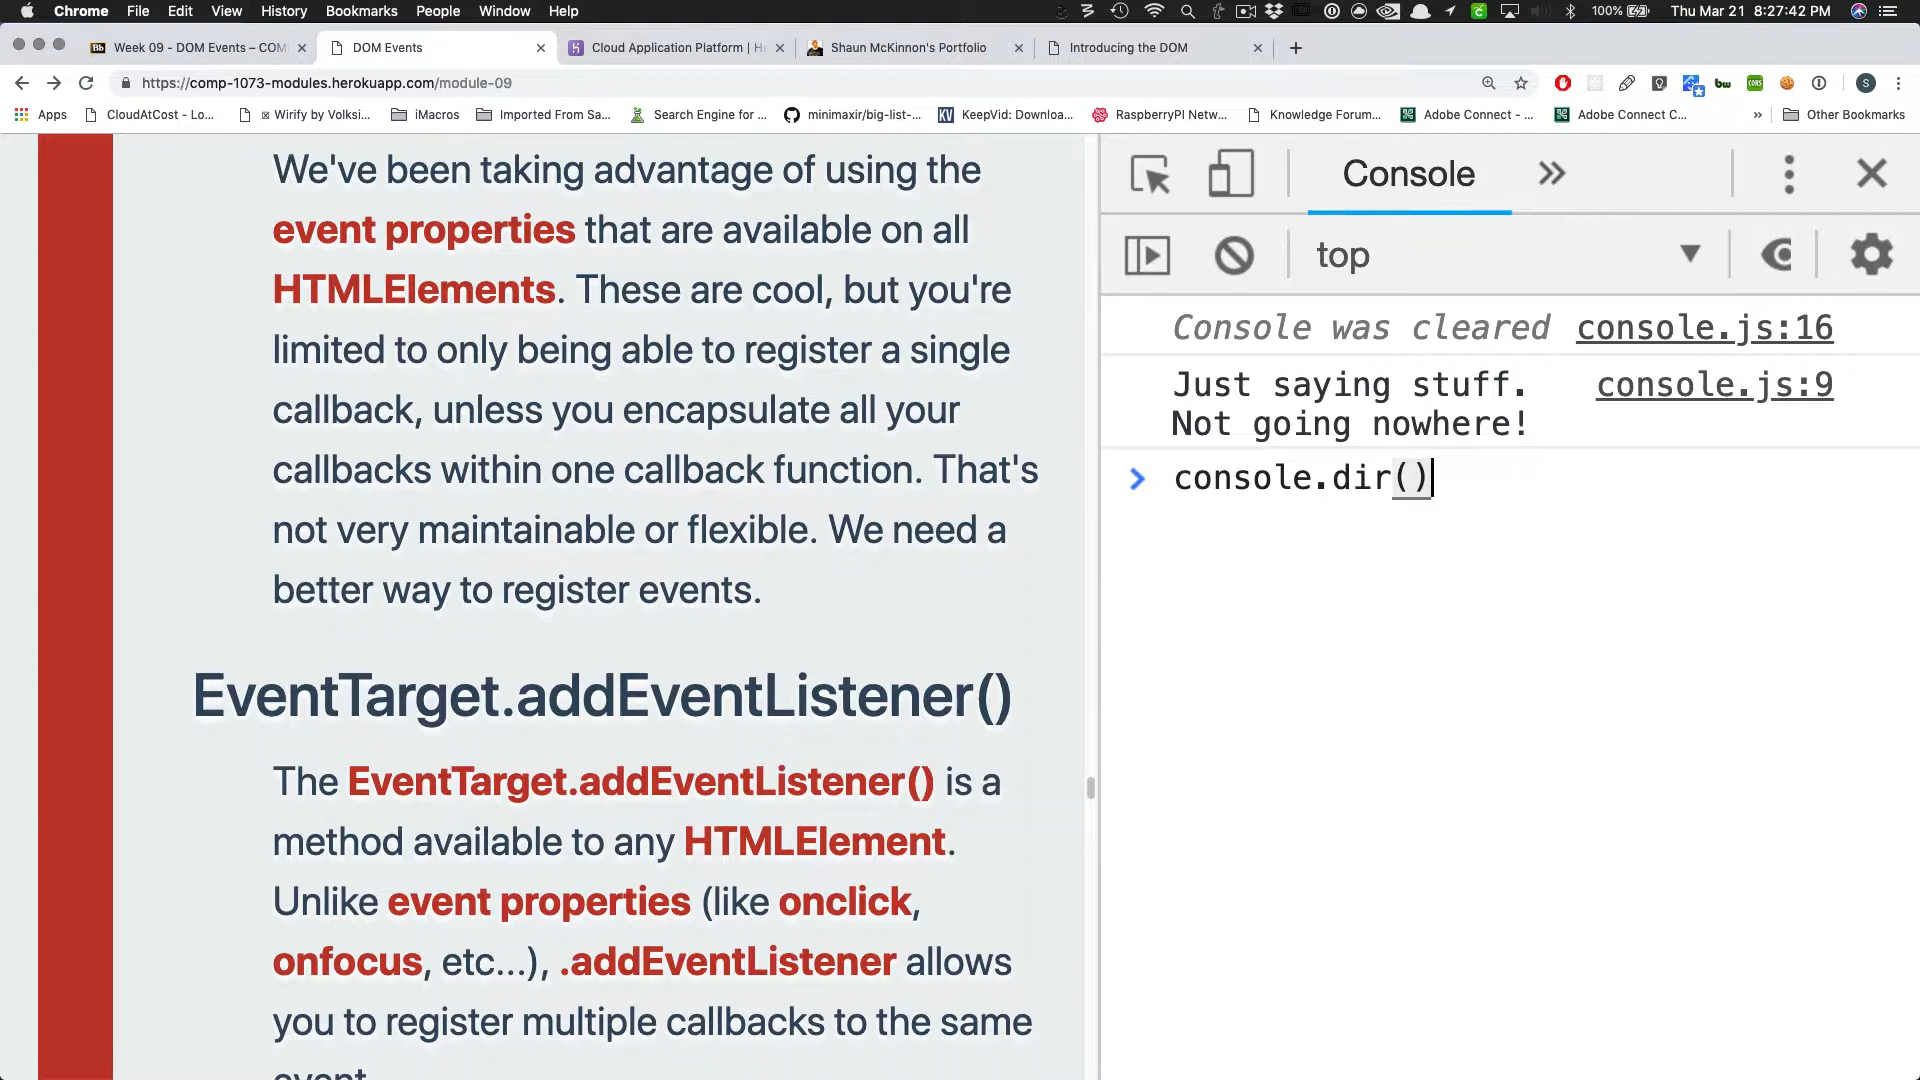 Chrome File Edit View History Bookmarks People Window Help 100% Thu Mar 21 8:27:42 PM
Week 09 - DOM Events – COM DOM Events Cloud Application Platform | H Shaun McKinnon's Portfolio Introducing the DOM
https://comp-1073-modules.herokuapp.com/module-09
Apps CloudAtCost - Lo... Wirify by Volksi... iMacros Imported From Sa... Search Engine for ... minimaxir/big-list-... KeepVid: Downloa... RaspberryPI Netw... Knowledge Forum... Adobe Connect - ... Adobe Connect C... » Other Bookmarks
We've been taking advantage of using the
event properties that are available on all
HTMLElements. These are cool, but you're
limited to only being able to register a single
callback, unless you encapsulate all your
callbacks within one callback function. That's
not very maintainable or flexible. We need a
better way to register events.
EventTarget.addEventListener()
The EventTarget.addEventListener() is a
method available to any HTMLElement.
Unlike event properties (like onclick,
onfocus, etc...), .addEventListener allows
you to register multiple callbacks to the same
event.
Console
top
Console was cleared console.js:16
Just saying stuff. console.js:9
Not going nowhere!
console.dir()